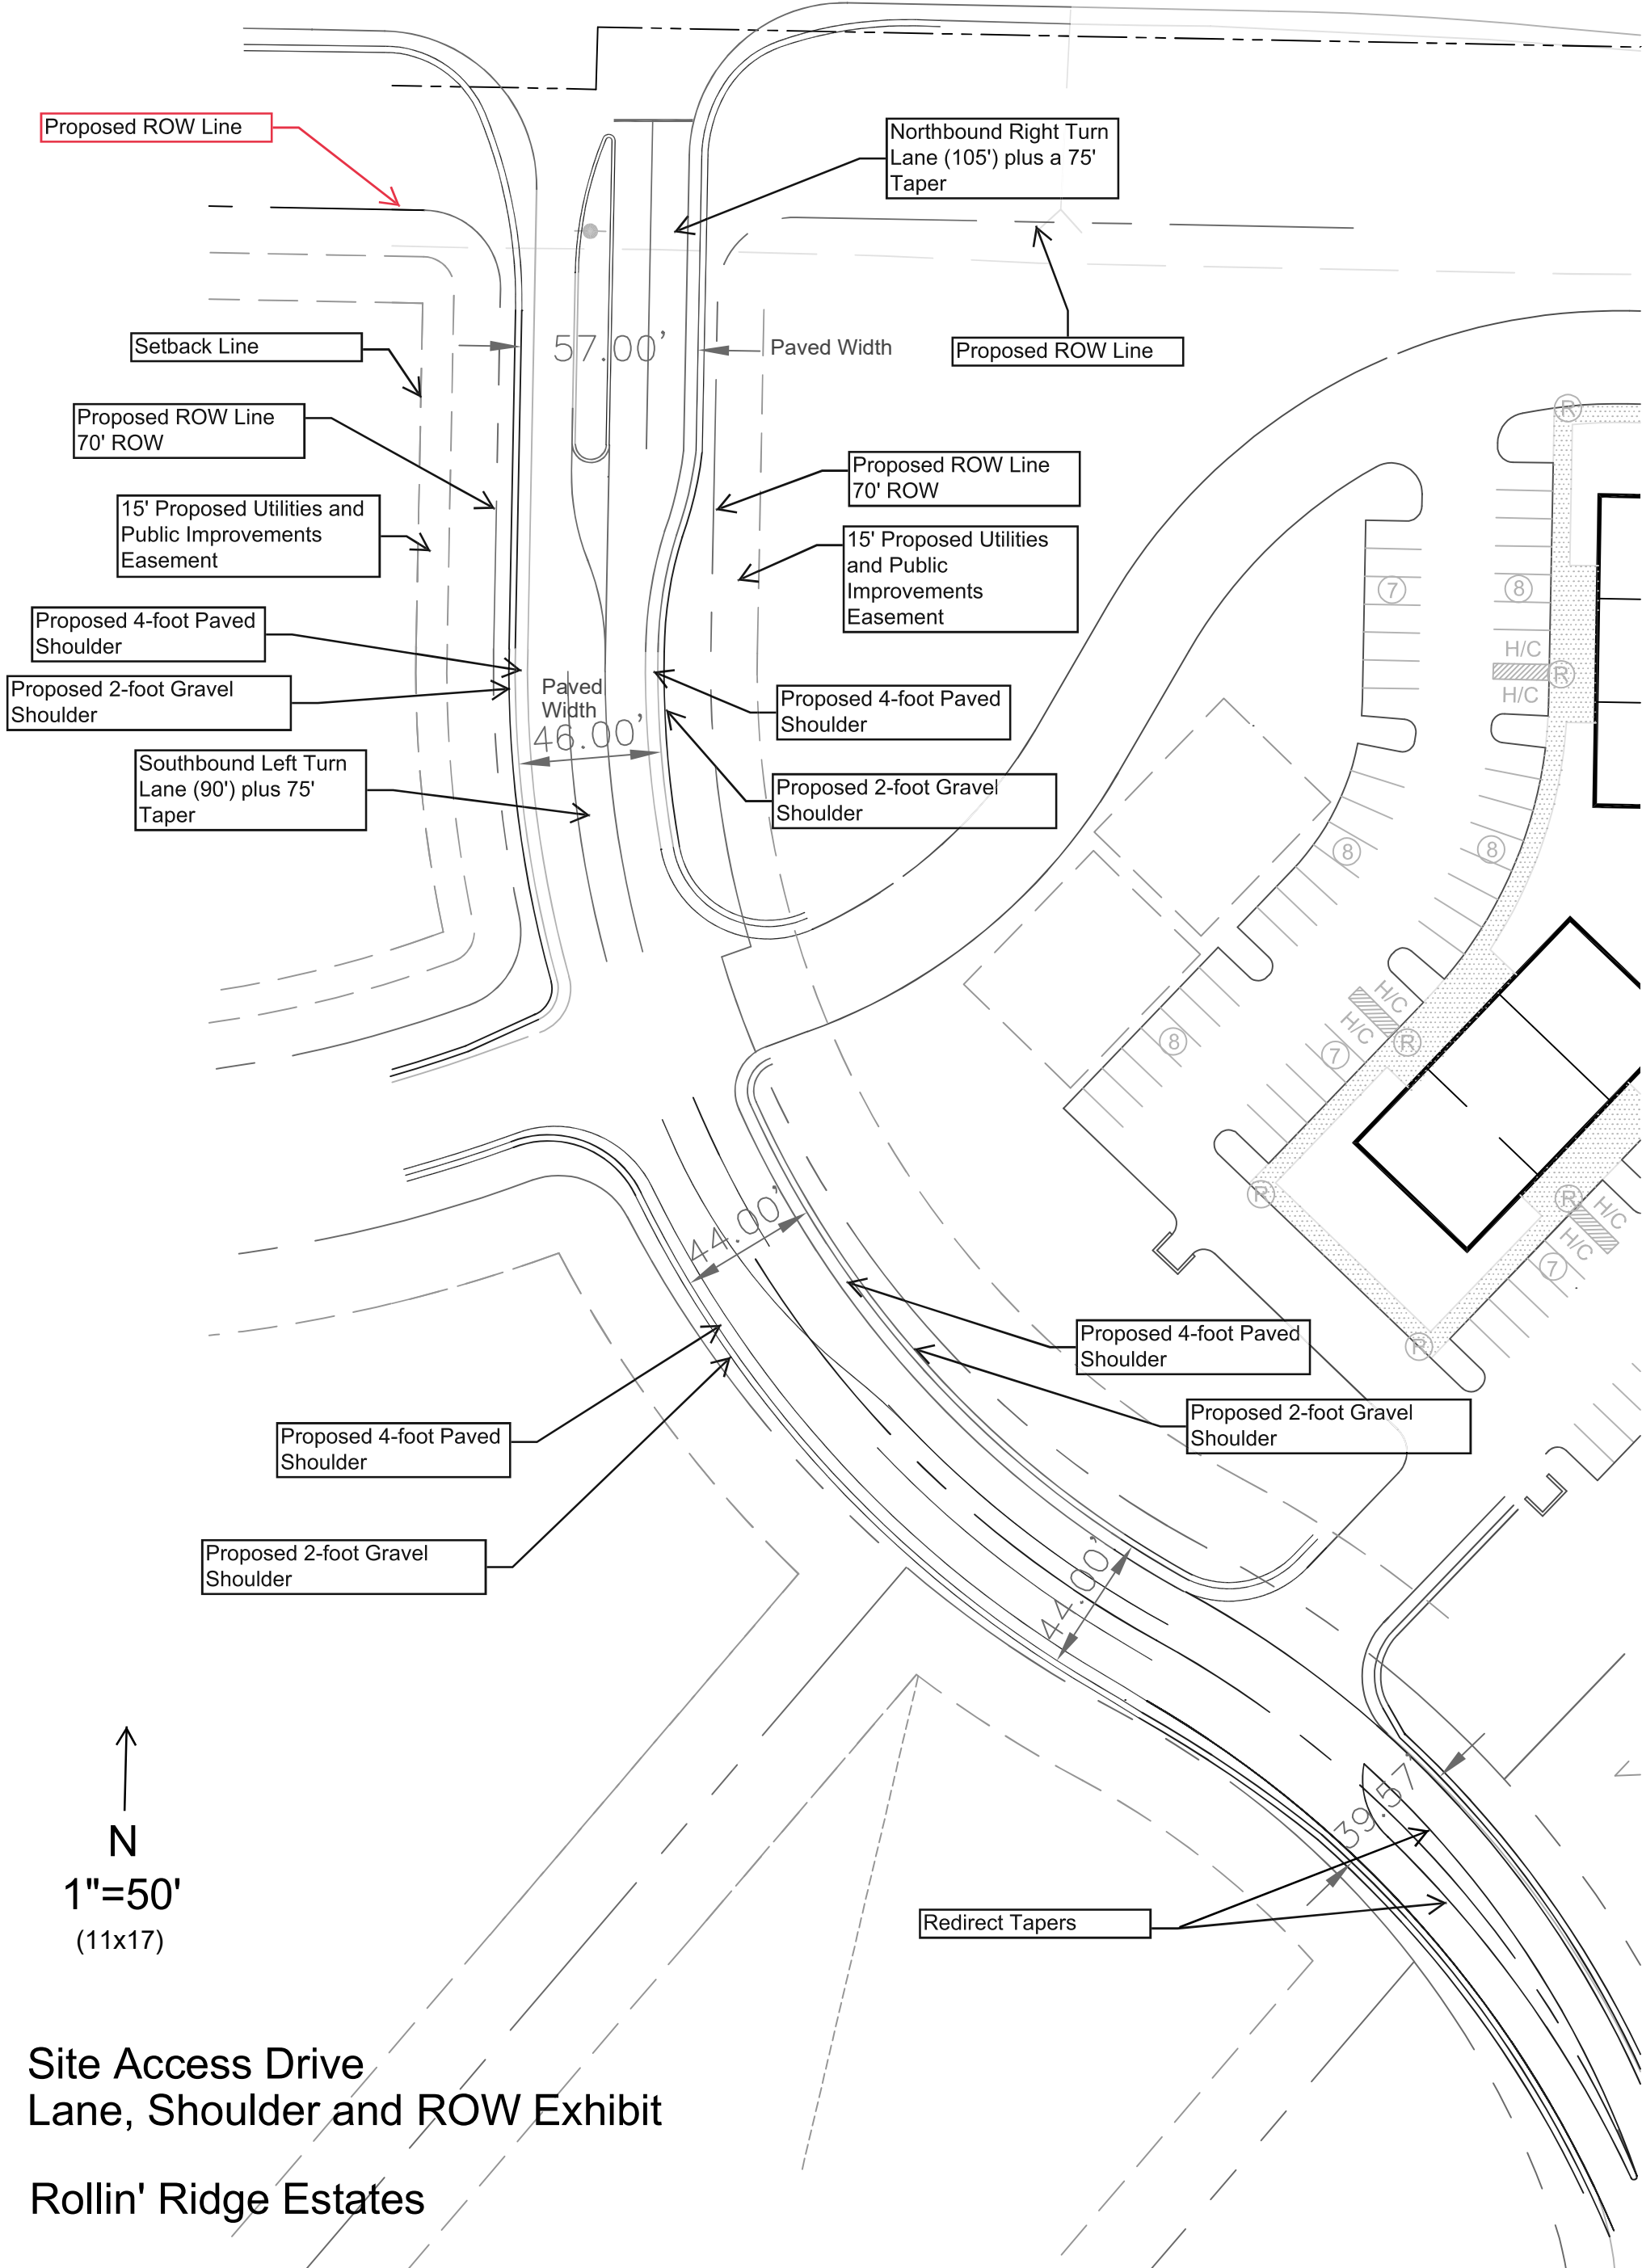 Proposed ROW Line
Northbound Right Turn
Lane (105') plus a 75'
Taper
Setback Line
57.00'
Paved Width
Proposed ROW Line
Proposed ROW Line
70' ROW
Proposed ROW Line
70' ROW
15' Proposed Utilities and
Public Improvements
Easement
15' Proposed Utilities
and Public
Improvements
Easement
Proposed 4-foot Paved
Shoulder
Proposed 2-foot Gravel
Shoulder
Paved
Width
46.00'
Proposed 4-foot Paved
Shoulder
Southbound Left Turn
Lane (90') plus 75'
Taper
Proposed 2-foot Gravel
Shoulder
R
7
8
H/C
R
H/C
8
8
H/C
H/C
8
7
R
R
R
H/C
H/C
7
R
44.00'
Proposed 4-foot Paved
Shoulder
Proposed 2-foot Gravel
Shoulder
Proposed 4-foot Paved
Shoulder
Proposed 2-foot Gravel
Shoulder
44.00'
39.57'
Redirect Tapers
N
1"=50'
(11x17)
Site Access Drive
Lane, Shoulder and ROW Exhibit
Rollin' Ridge Estates